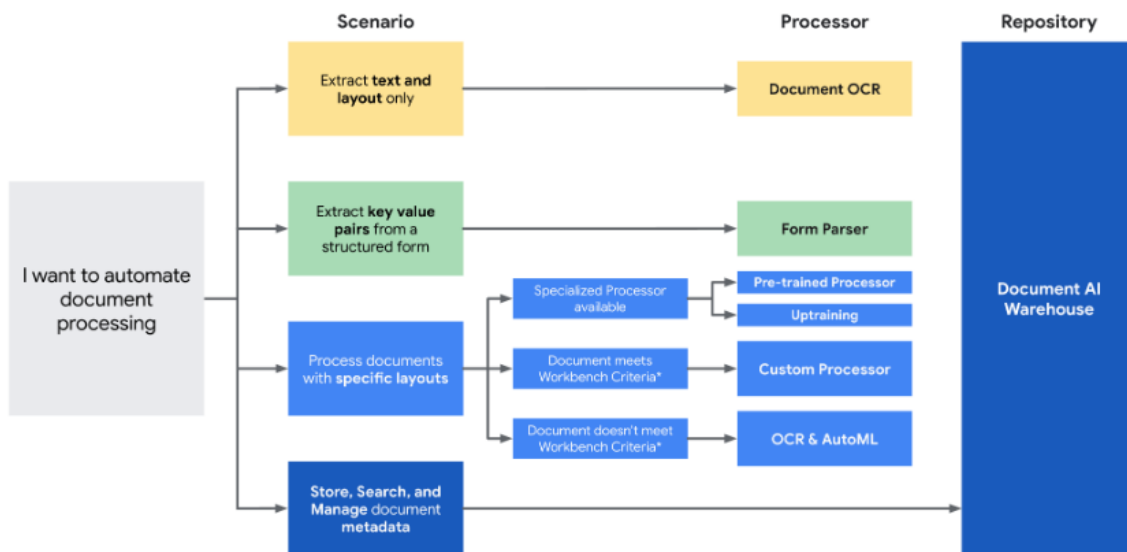 Scenario
Processor
Repository
Extract text and
layout only
Document OCR
Extract key value
pairs from a
structured form
Form Parser
I want to automate
document
processing
Specialized Processor
available
Pre-trained Processor
Uptraining
Process documents
with specific layouts
Document meets
Workbench Criteria*
Custom Processor
Document doesn't meet
Workbench Criteria*
OCR & AutoML
Store, Search, and
Manage document
metadata
Document AI
Warehouse